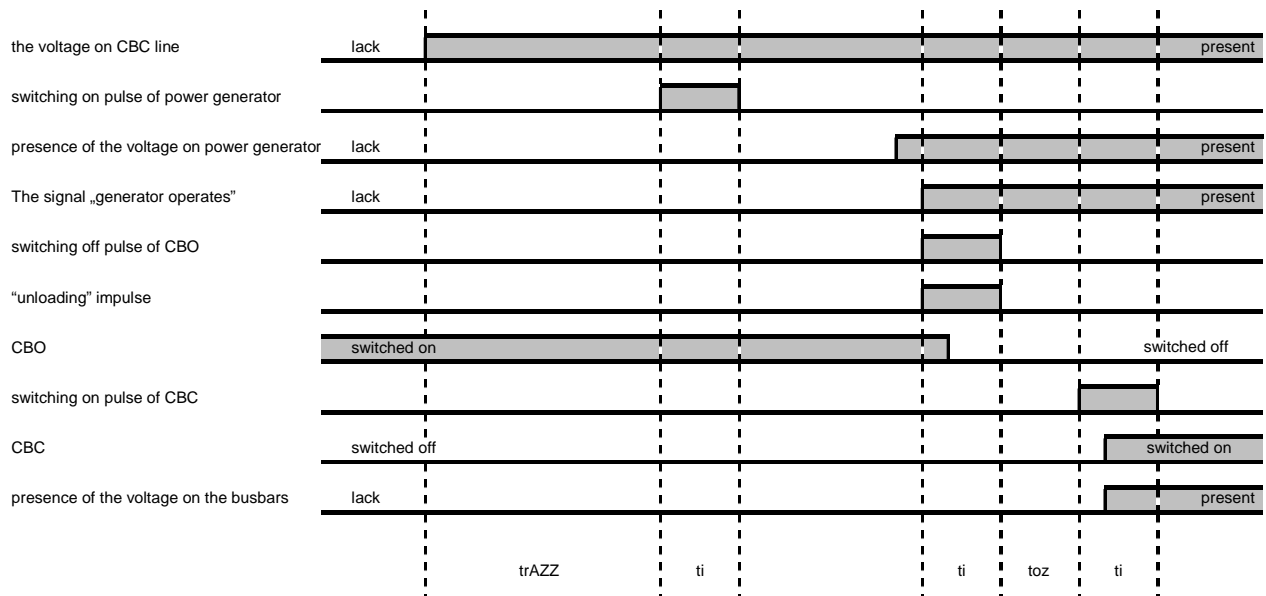 the voltage on CBC line lack present
switching on pulse of power generator
presence of the voltage on power generator lack present
The signal „generator operates” lack present
switching off pulse of CBO
“unloading” impulse
CBO switched on switched off
switching on pulse of CBC
CBC switched off switched on
presence of the voltage on the busbars lack present
trAZZ ti ti toz ti